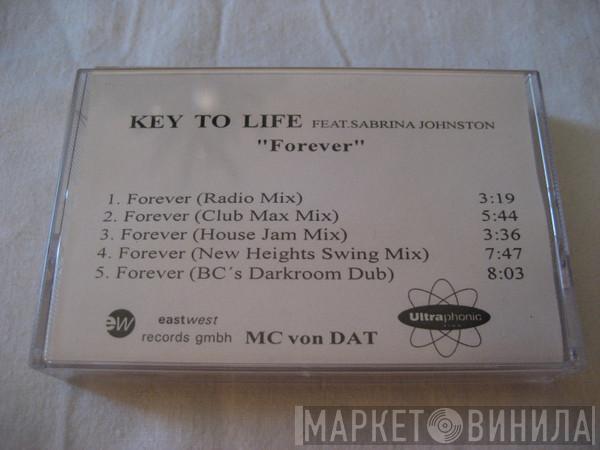 KEY TO LIFE FEAT.SABRINA JOHNSTON
"Forever"
1. Forever (Radio Mix) 3:19
2. Forever (Club Max Mix) 5:44
3. Forever (House Jam Mix) 3:36
4. Forever (New Heights Swing Mix) 7:47
5. Forever (BC´s Darkroom Dub) 8:03
ew eastwest
records gmbh MC von DAT
Ultraphonic
МАРКЕТ ВИНИЛА